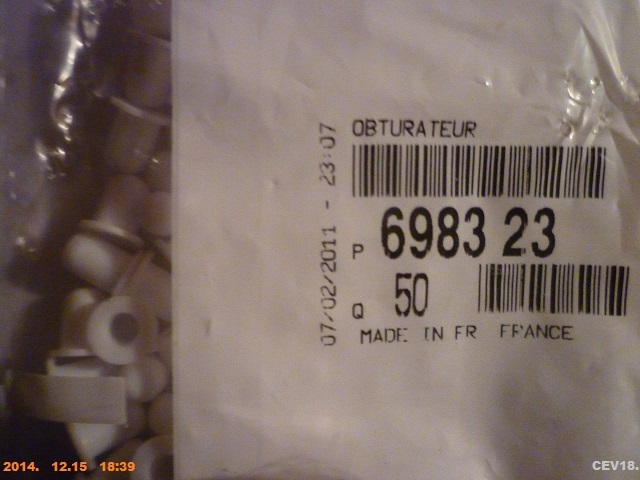 OBTURATEUR
07/02/2011 - 23:07
P 6983 23
Q 50
MADE IN FR FRANCE
2014. 12.15 18:39
CEV18.